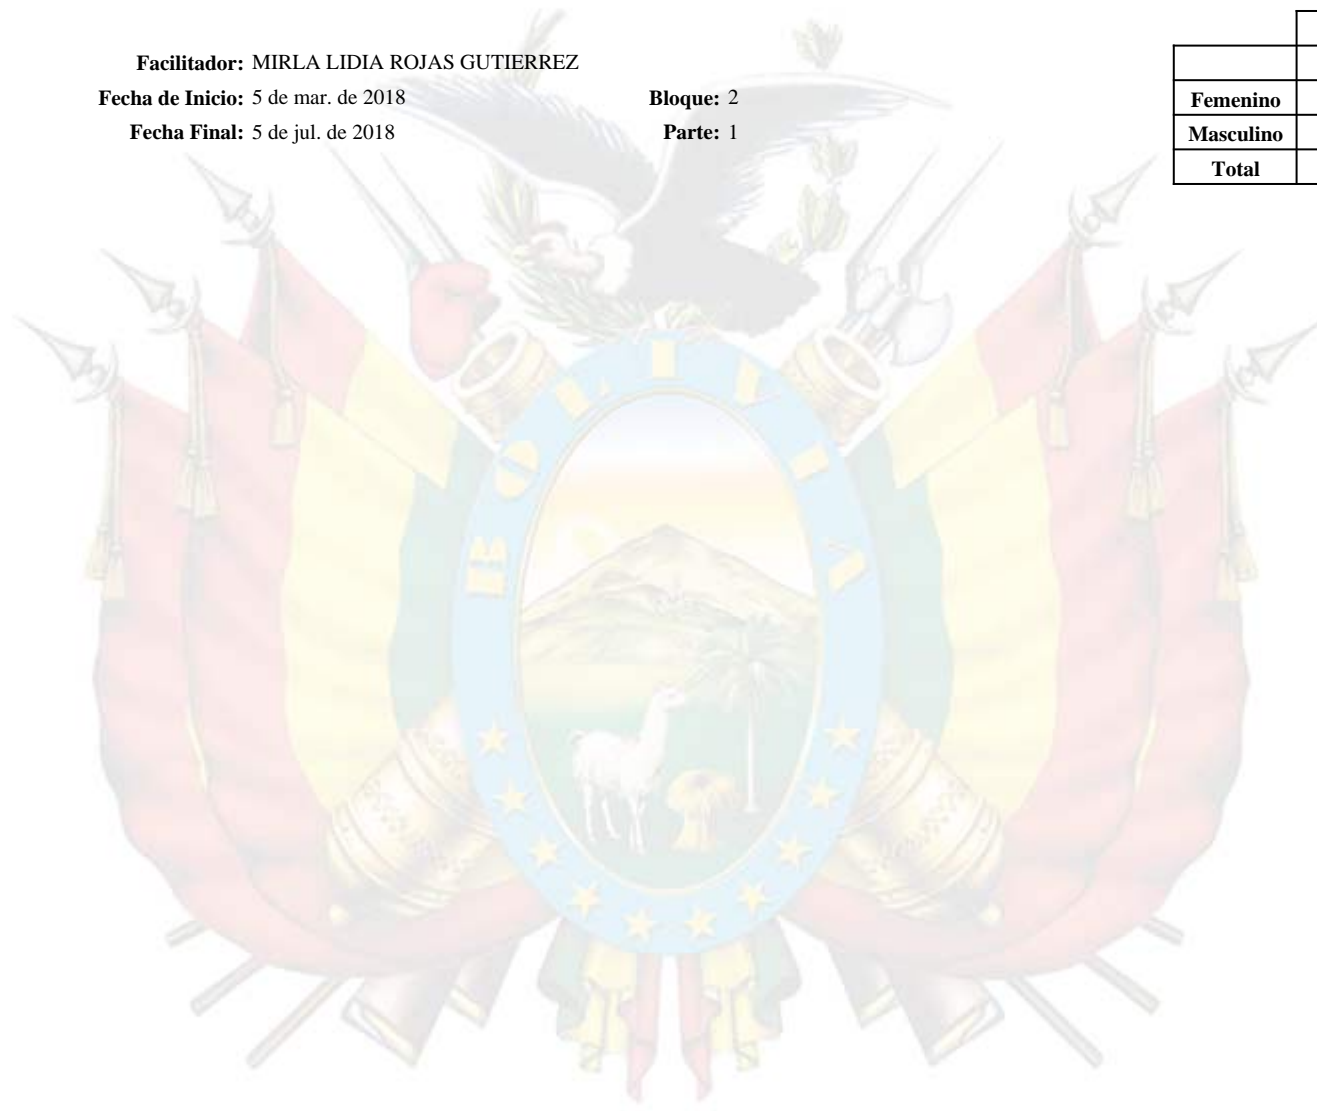 Facilitador: MIRLA LIDIA ROJAS GUTIERREZ
Fecha de Inicio: 5 de mar. de 2018 Bloque: 2
Fecha Final: 5 de jul. de 2018 Parte: 1
Femenino
Masculino
Total
BOLIVIA